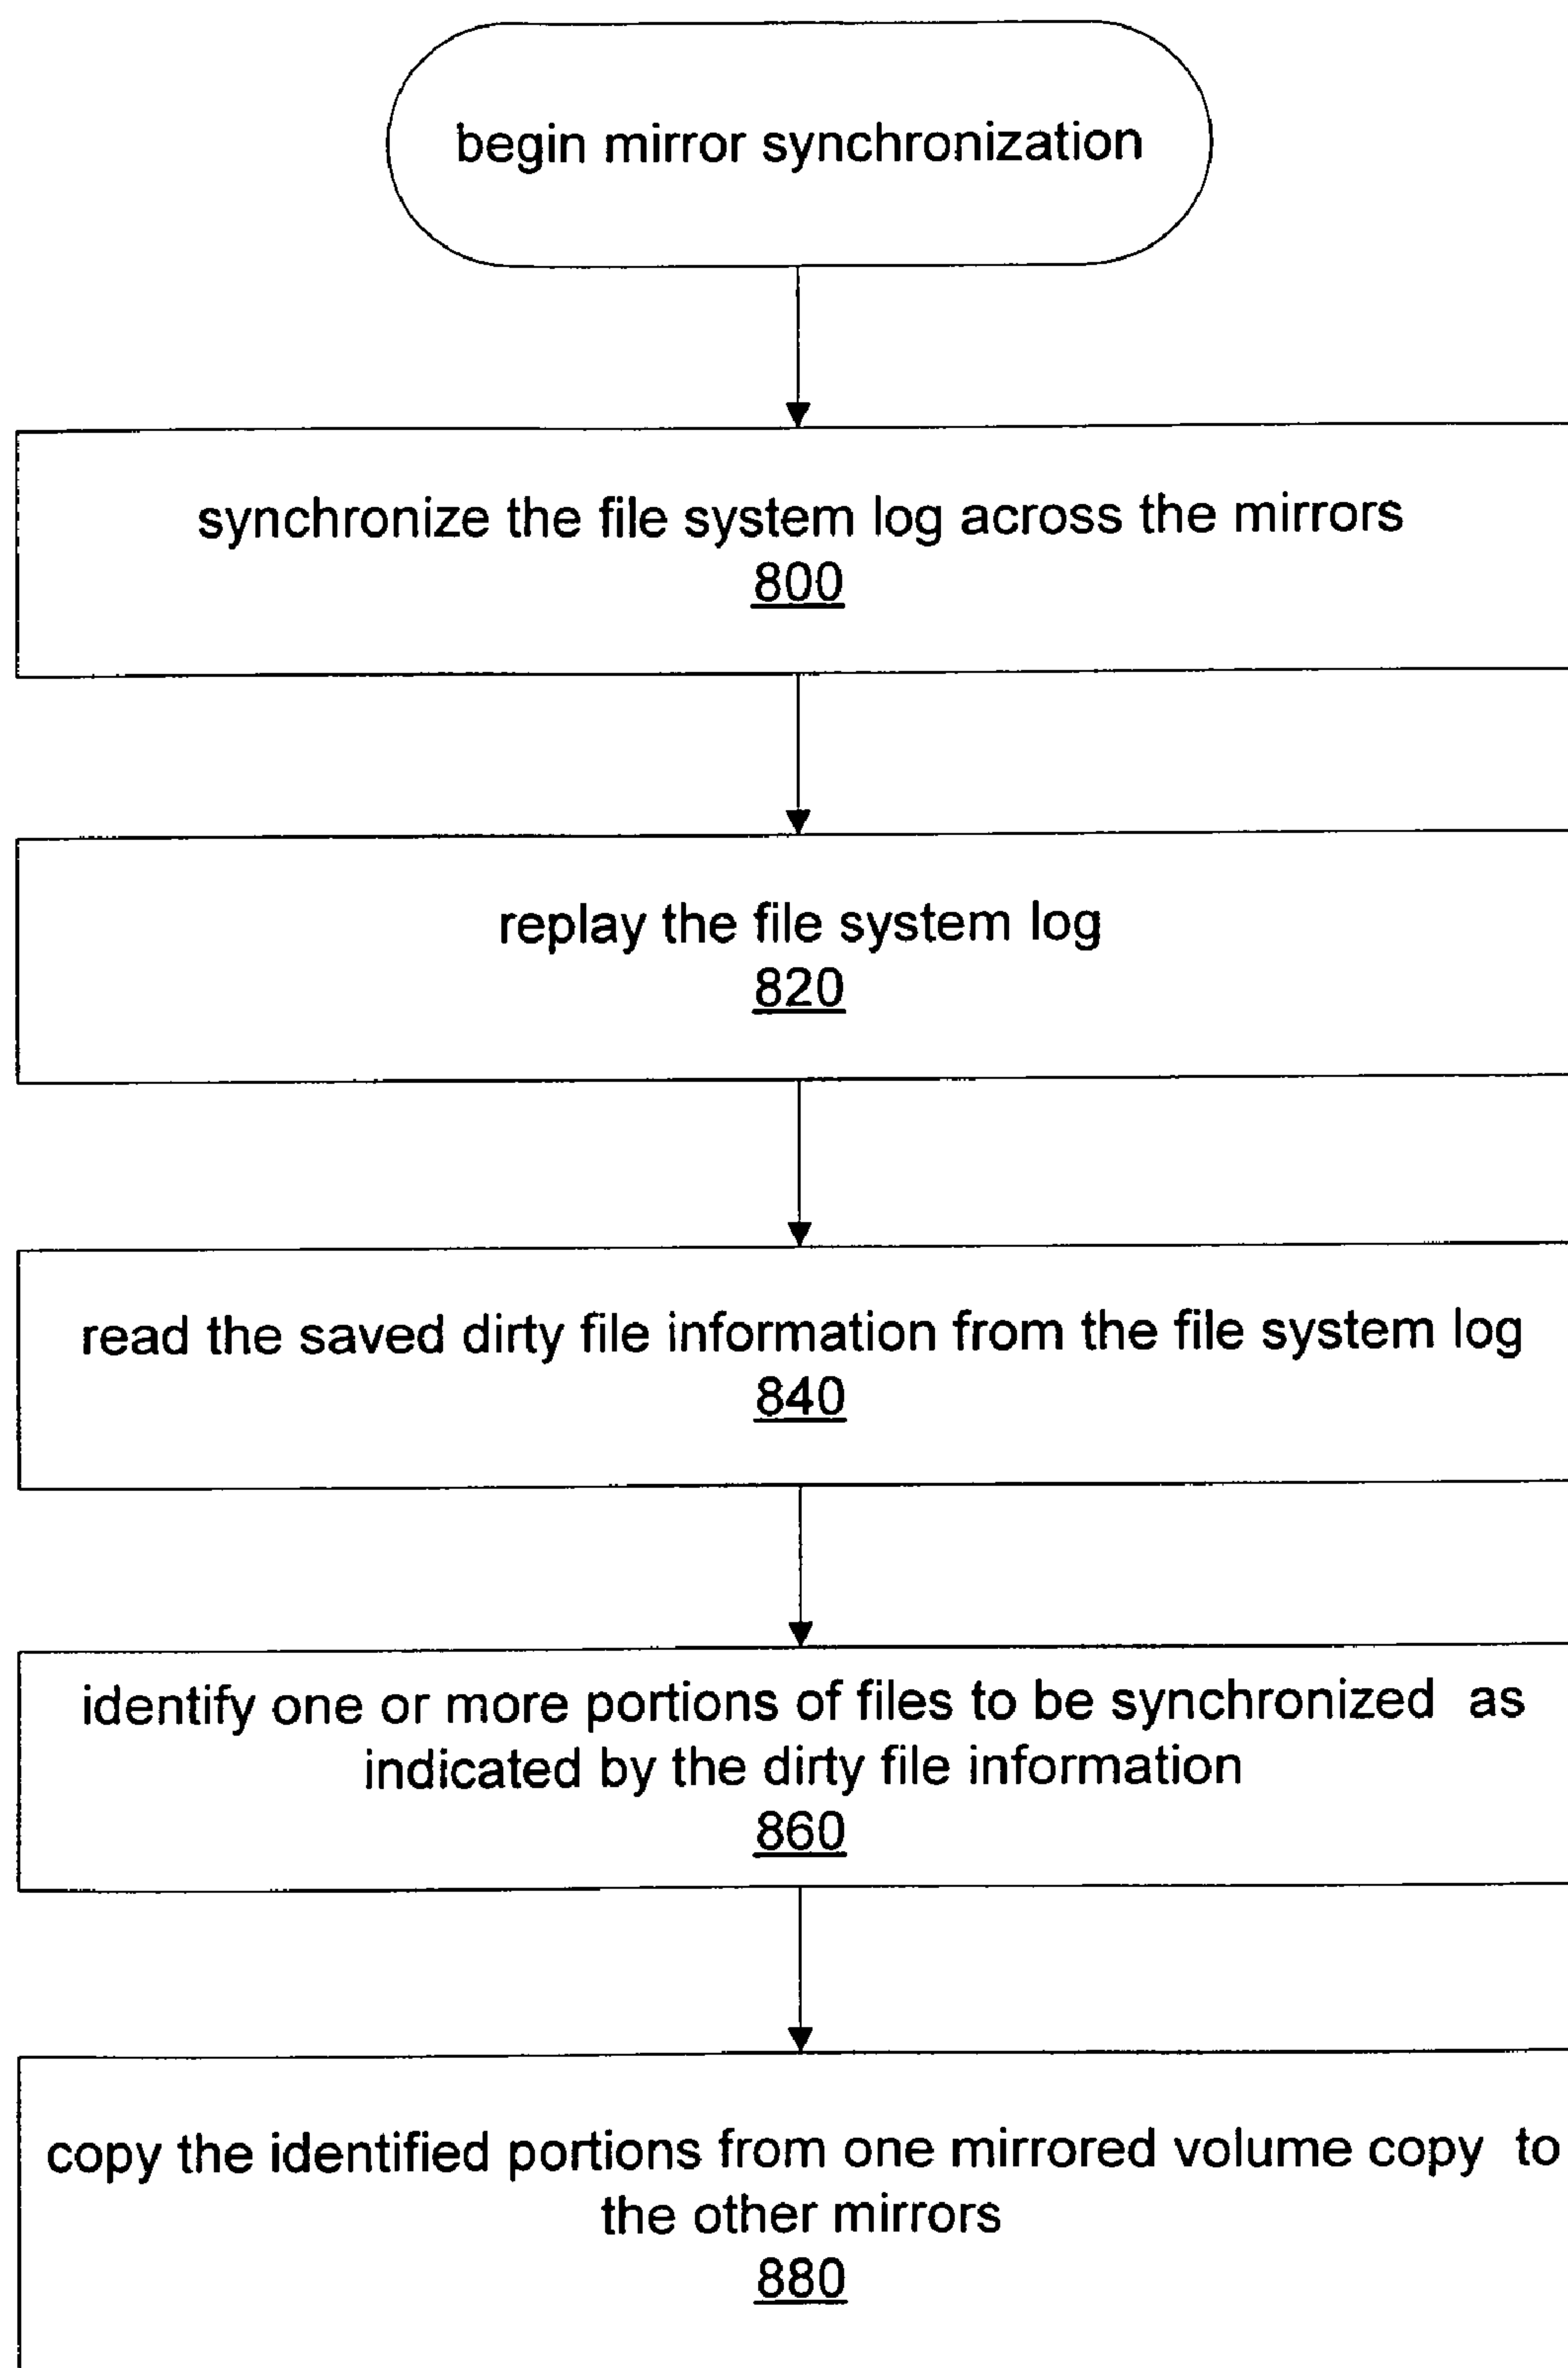 begin mirror synchronization
synchronize the file system log across the mirrors
800
replay the file system log
820
read the saved dirty file information from the file system log
840
identify one or more portions of files to be synchronized as
indicated by the dirty file information
860
copy the identified portions from one mirrored volume copy to
the other mirrors
880